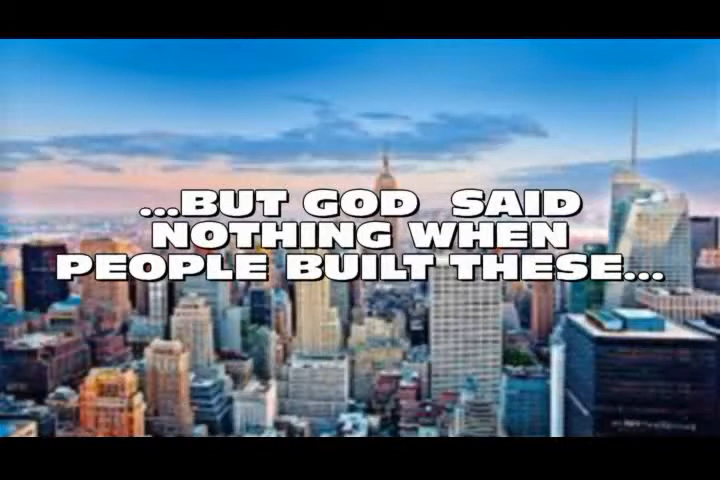 ...BUT GOD SAID
NOTHING WHEN
PEOPLE BUILT THESE...